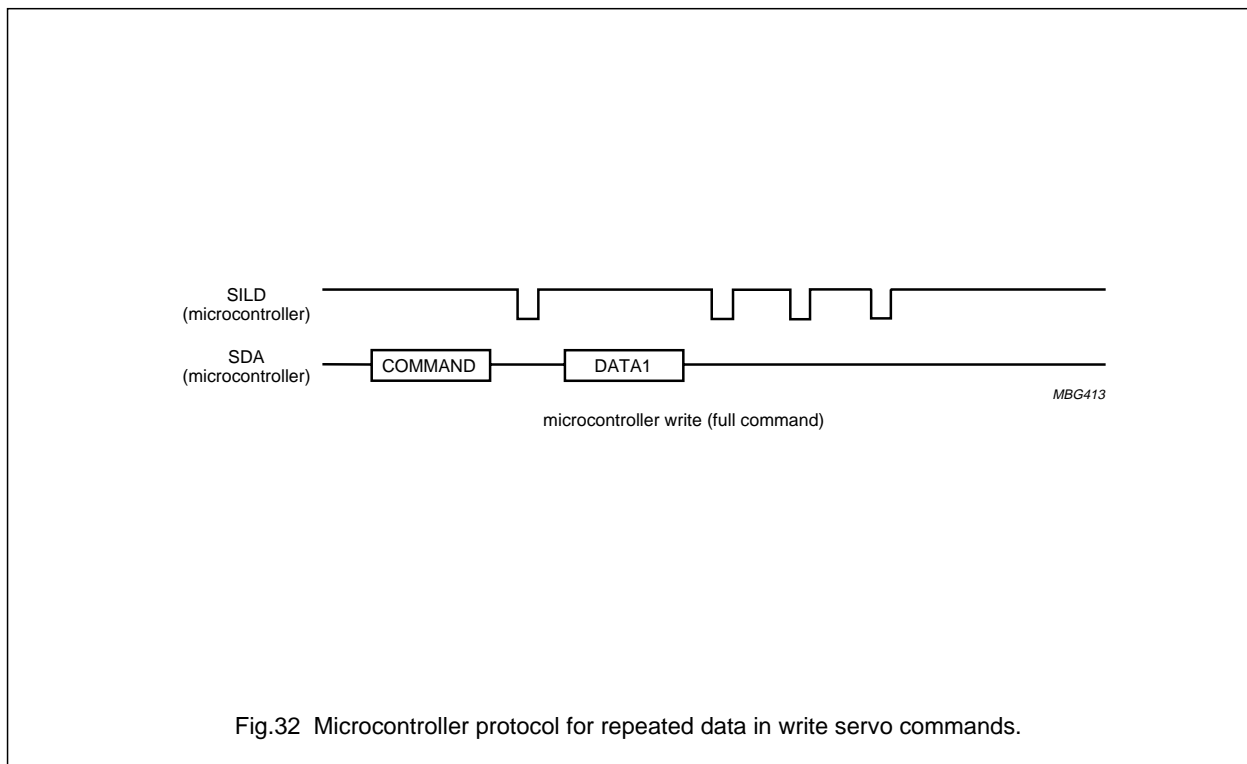 SILD
(microcontroller)
SDA
(microcontroller)
COMMAND
DATA1
MBG413
microcontroller write (full command)
Fig.32 Microcontroller protocol for repeated data in write servo commands.